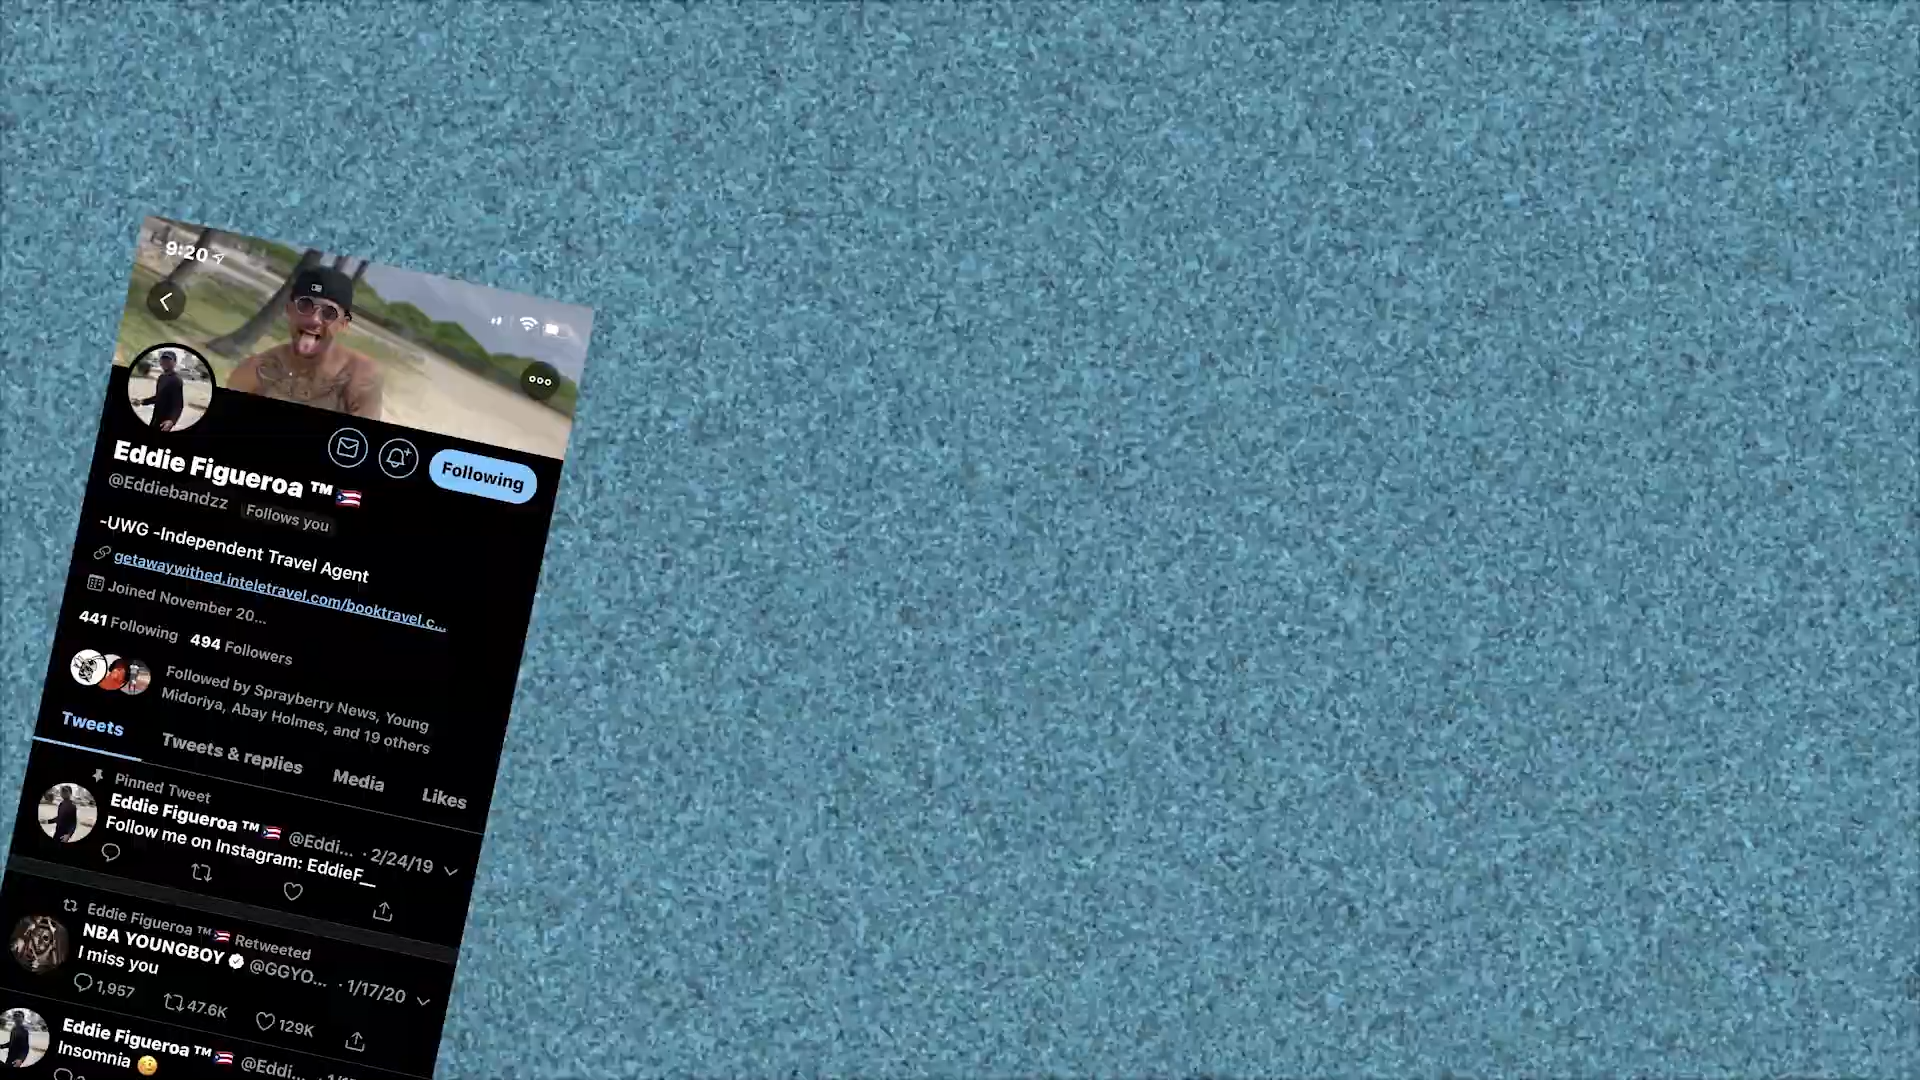 9:20
Eddie Figueroa ™🇵🇷
Following
@Eddiebandzz Follows you
-UWG -Independent Travel Agent
getawaywithed.inteletravel.com/booktravel.c...
Joined November 20...
441 Following 494 Followers
Followed by Sprayberry News, Young
Midoriya, Abay Holmes, and 19 others
Tweets Tweets & replies Media Likes
Pinned Tweet
Eddie Figueroa ™🇵🇷 @Eddi... · 2/24/19
Follow me on Instagram: EddieF__
Eddie Figueroa ™🇵🇷 Retweeted
NBA YOUNGBOY @GGYO... · 1/17/20
I miss you
1,957 47.6K 129K
Eddie Figueroa ™🇵🇷 @Eddi...
Insomnia